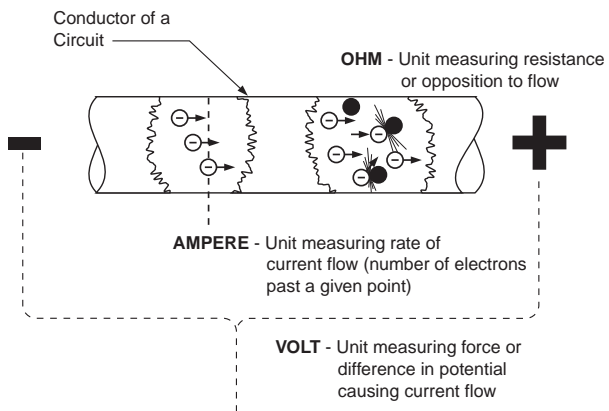 Conductor of a
Circuit
OHM - Unit measuring resistance
or opposition to flow
AMPERE - Unit measuring rate of
current flow (number of electrons
past a given point)
VOLT - Unit measuring force or
difference in potential
causing current flow